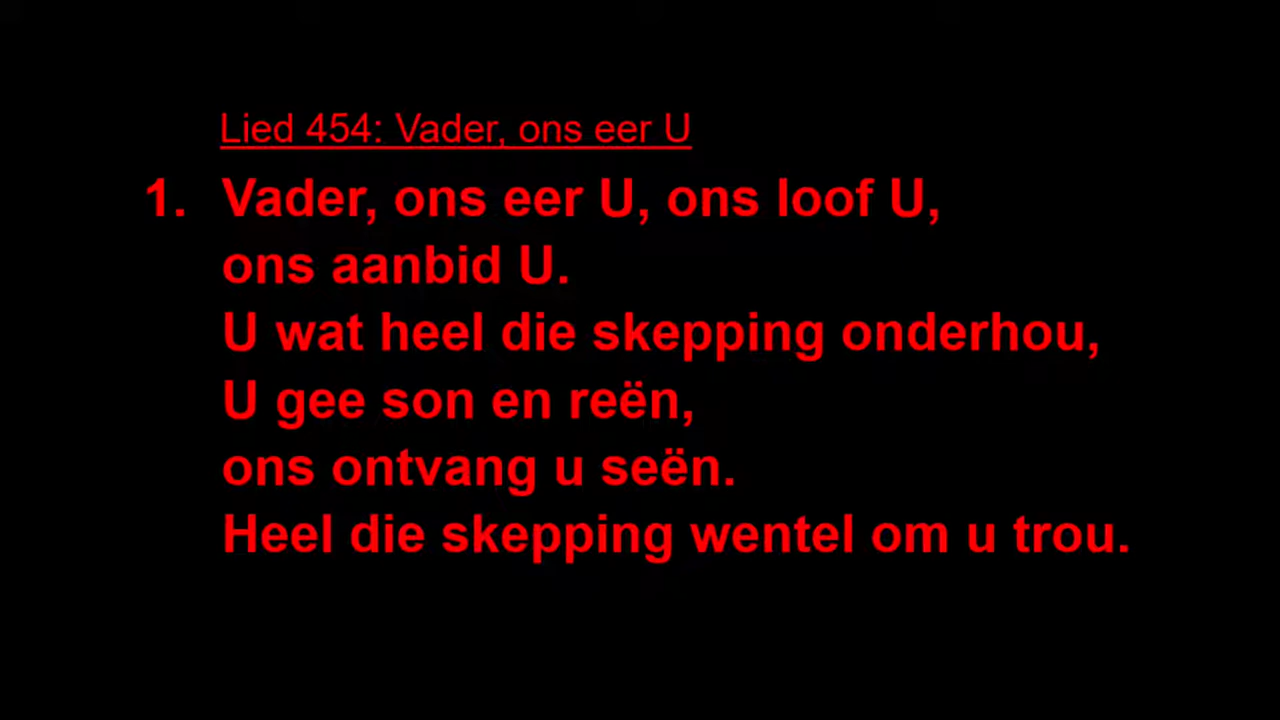 Lied 454: Vader, ons eer U
1. Vader, ons eer U, ons loof U,
ons aanbid U.
U wat heel die skepping onderhou,
U gee son en reën,
ons ontvang u seën.
Heel die skepping wentel om u trou.